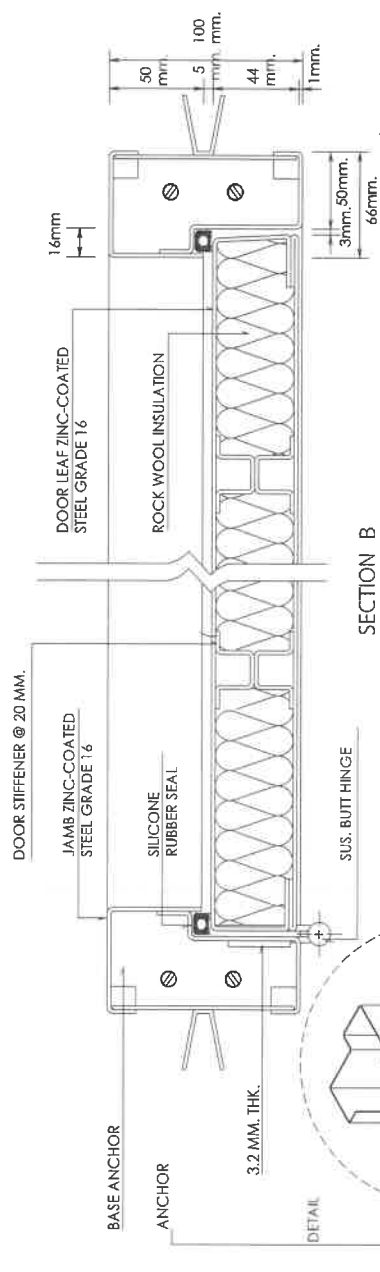 DOOR STIFFENER @ 20 MM.
JAMB ZINC-COATED
STEEL GRADE 16
DOOR LEAF ZINC-COATED
STEEL GRADE 16
BASE ANCHOR
ANCHOR
SILICONE
RUBBER SEAL
ROCK WOOL INSULATION
16mm
50
mm.
5
mm.
44
mm.
100
mm.
1mm.
3mm.
50mm.
66mm.
3.2 MM. THK.
SUS. BUTT HINGE
SECTION B
DETAIL